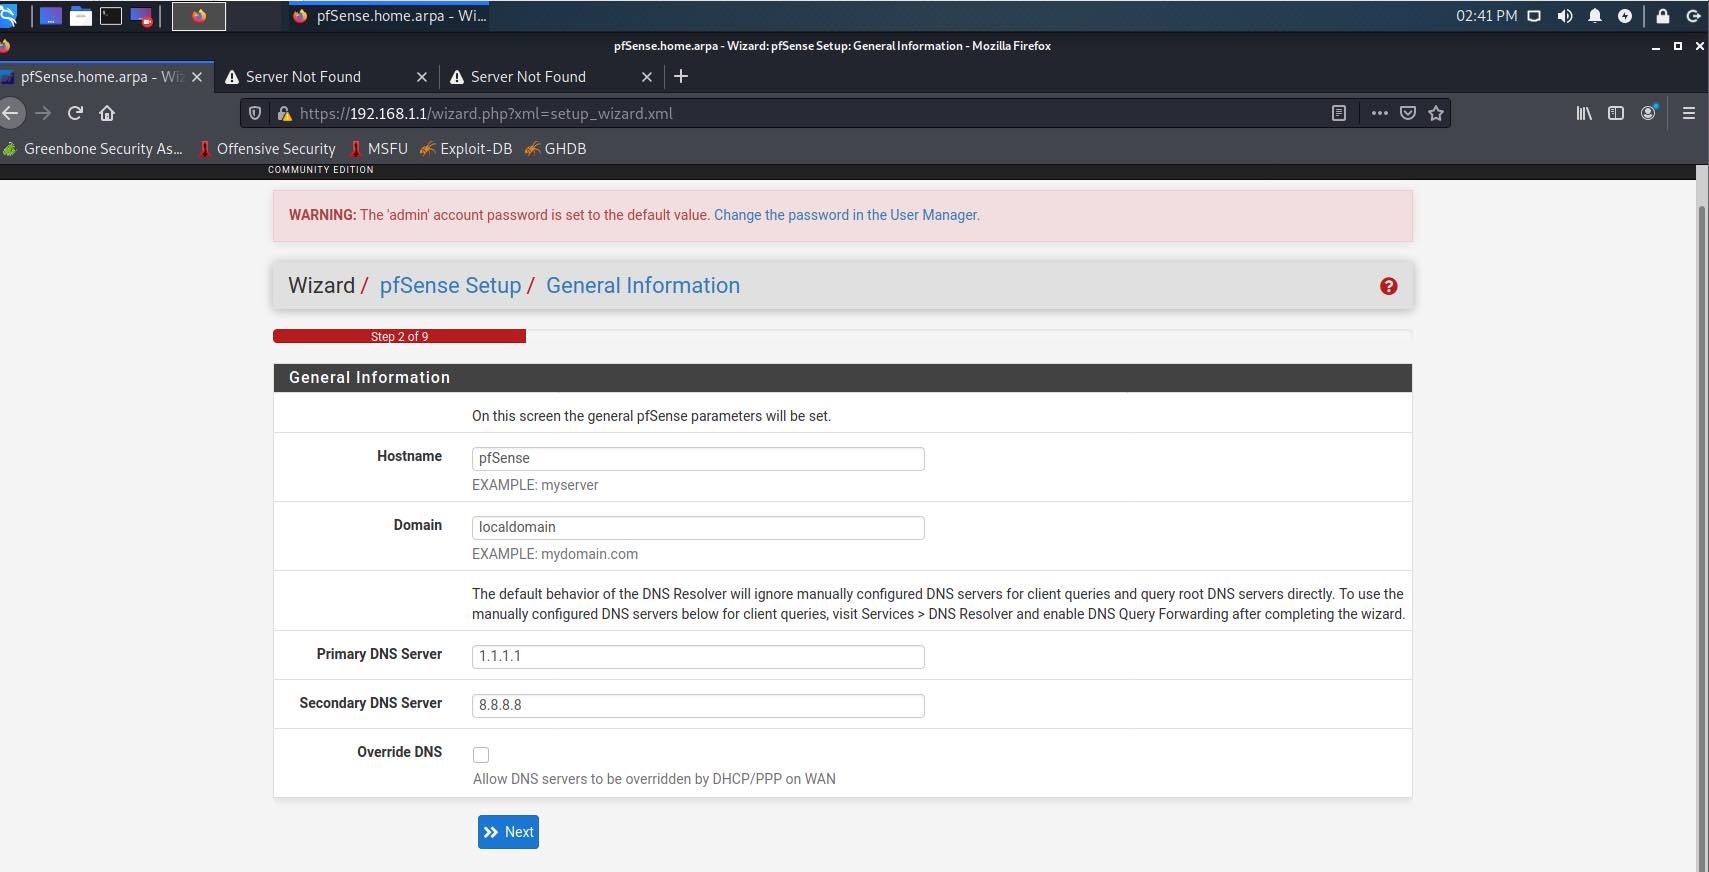 pfSense.home.arpa - Wi...
02:41 PM
pfSense.home.arpa - Wizard: pfSense Setup: General Information - Mozilla Firefox
pfSense.home.arpa - Wiz
Server Not Found
Server Not Found
https://192.168.1.1/wizard.php?xml=setup_wizard.xml
Greenbone Security As...
Offensive Security
MSFU
Exploit-DB
GHDB
COMMUNITY EDITION
WARNING: The 'admin' account password is set to the default value. Change the password in the User Manager.
Wizard / pfSense Setup / General Information
Step 2 of 9
General Information
On this screen the general pfSense parameters will be set.
Hostname
pfSense
EXAMPLE: myserver
Domain
localdomain
EXAMPLE: mydomain.com
The default behavior of the DNS Resolver will ignore manually configured DNS servers for client queries and query root DNS servers directly. To use the
manually configured DNS servers below for client queries, visit Services > DNS Resolver and enable DNS Query Forwarding after completing the wizard.
Primary DNS Server
1.1.1.1
Secondary DNS Server
8.8.8.8
Override DNS
Allow DNS servers to be overridden by DHCP/PPP on WAN
Next